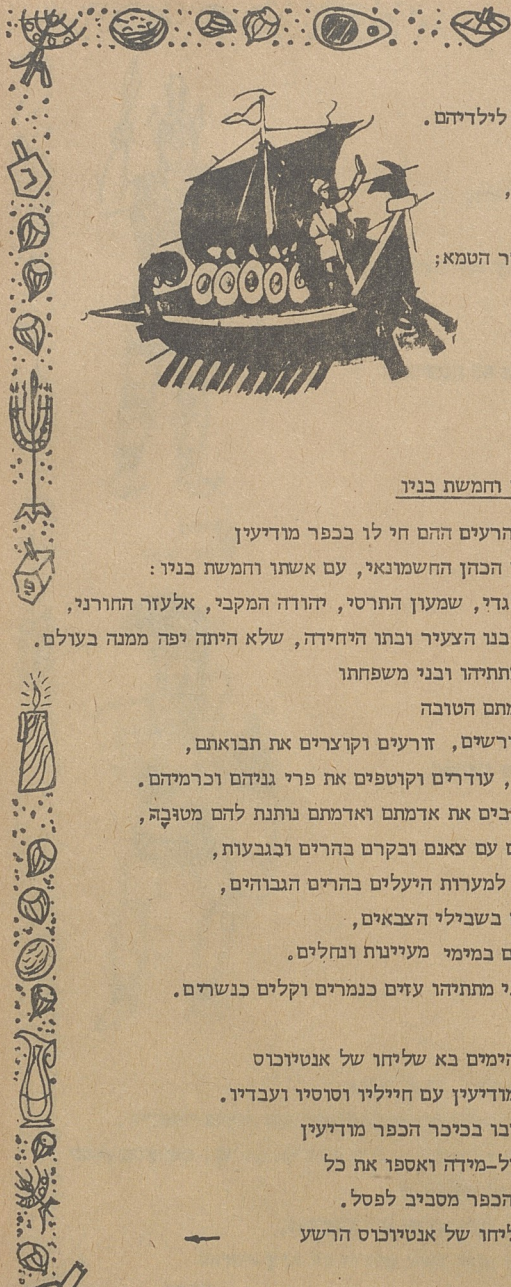 לילדיהם.
הטמא;
וחמשת בניו
הרעים ההם חי לו בכפר מודיעין
הכהן החשמונאי, עם אשתו וחמשת בניו:
גדי, שמעון התרסי, יהודה המקבי, אלעזר החורני,
בנו הצעיר ובתו היחידה, שלא היתה יפה ממנה בעולם.
ובני משפחתו
הטובה
זורעים וקוצרים את תבואתם,
עודרים וקוטפים את פרי גניהם וכרמיהם.
את אדמתם ואדמתם נותנת להם מטוּבָהּ,
עם צאנם ובקרם בהרים ובגבעות,
למערות היעלים בהרים הגבוהים,
בשבילי הצבאים,
במימי מעיינות ונחלים.
מתתיהו עזים כנמרים וקלים כנשרים.
הימים בא שליחו של אנטיוכוס
מודיעין עם חייליו וסוסיו ועבדיו.
בכיכר הכפר מודיעין
ואספו את כל
הכפר מסביב לפסל.
של אנטיוכוס הרשע